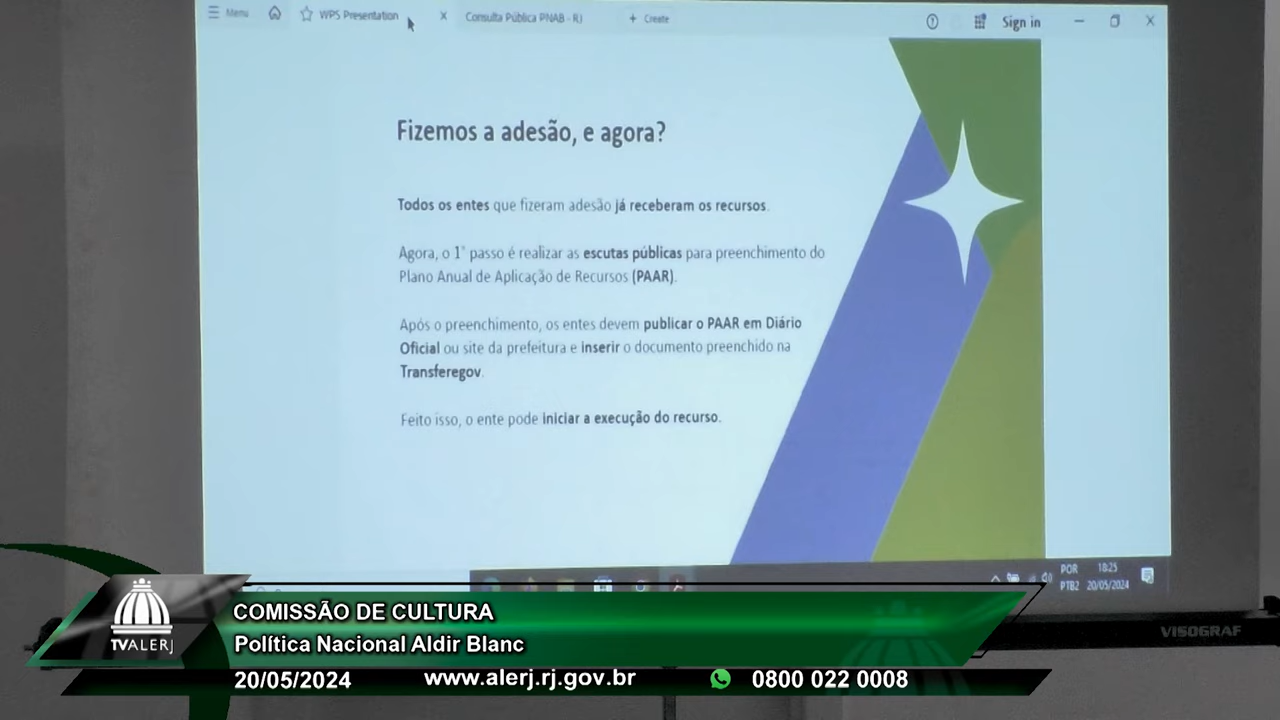 Menu WPS Presentation Consulta Pública PNAB - RJ + Create Sign in
Fizemos a adesão, e agora?
Todos os entes que fizeram adesão já receberam os recursos.
Agora, o 1° passo é realizar as escutas públicas para preenchimento do
Plano Anual de Aplicação de Recursos (PAAR).
Após o preenchimento, os entes devem publicar o PAAR em Diário
Oficial ou site da prefeitura e inserir o documento preenchido na
Transferegov.
Feito isso, o ente pode iniciar a execução do recurso.
POR 18:25
PTB2 20/05/2024
VISOGRAF
COMISSÃO DE CULTURA
TVALERJ
Política Nacional Aldir Blanc
20/05/2024 www.alerj.rj.gov.br 0800 022 0008